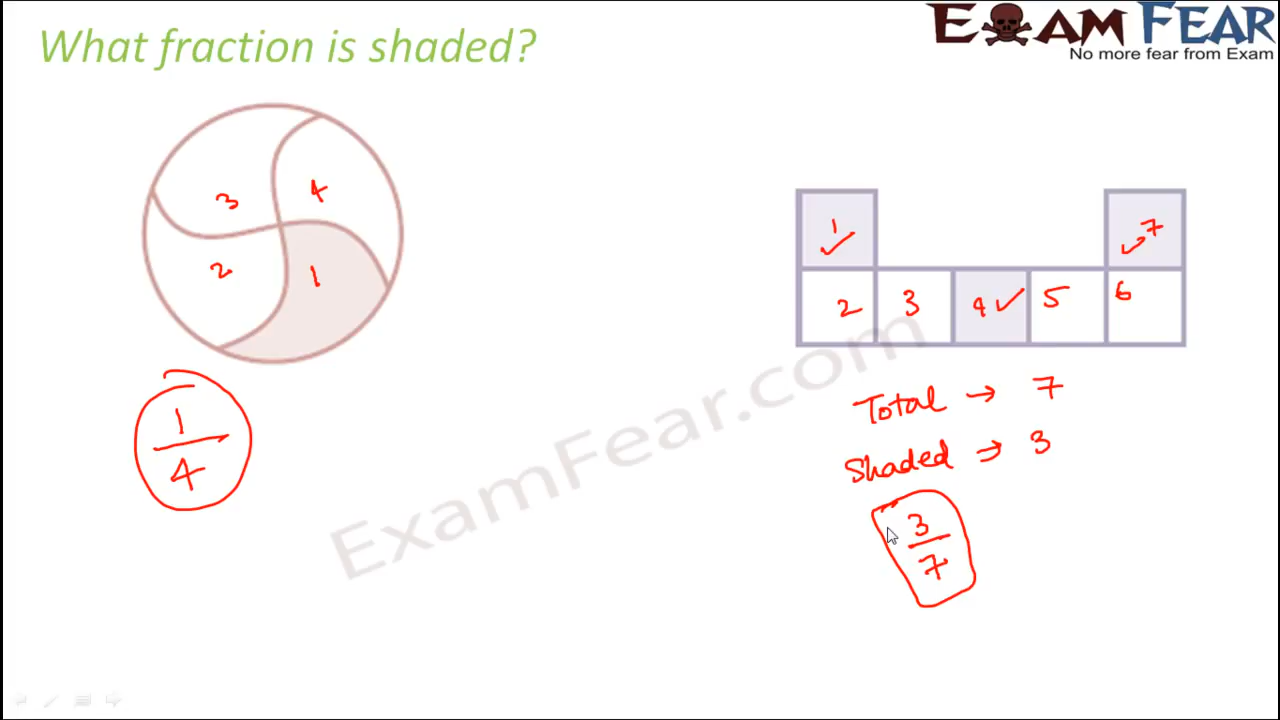 What fraction is shaded?
EXAM FEAR
No more fear from Exam
3
4
2
1
1
4
1
7
2
3
4
5
6
Total → 7
Shaded → 3
3
7
ExamFear.com